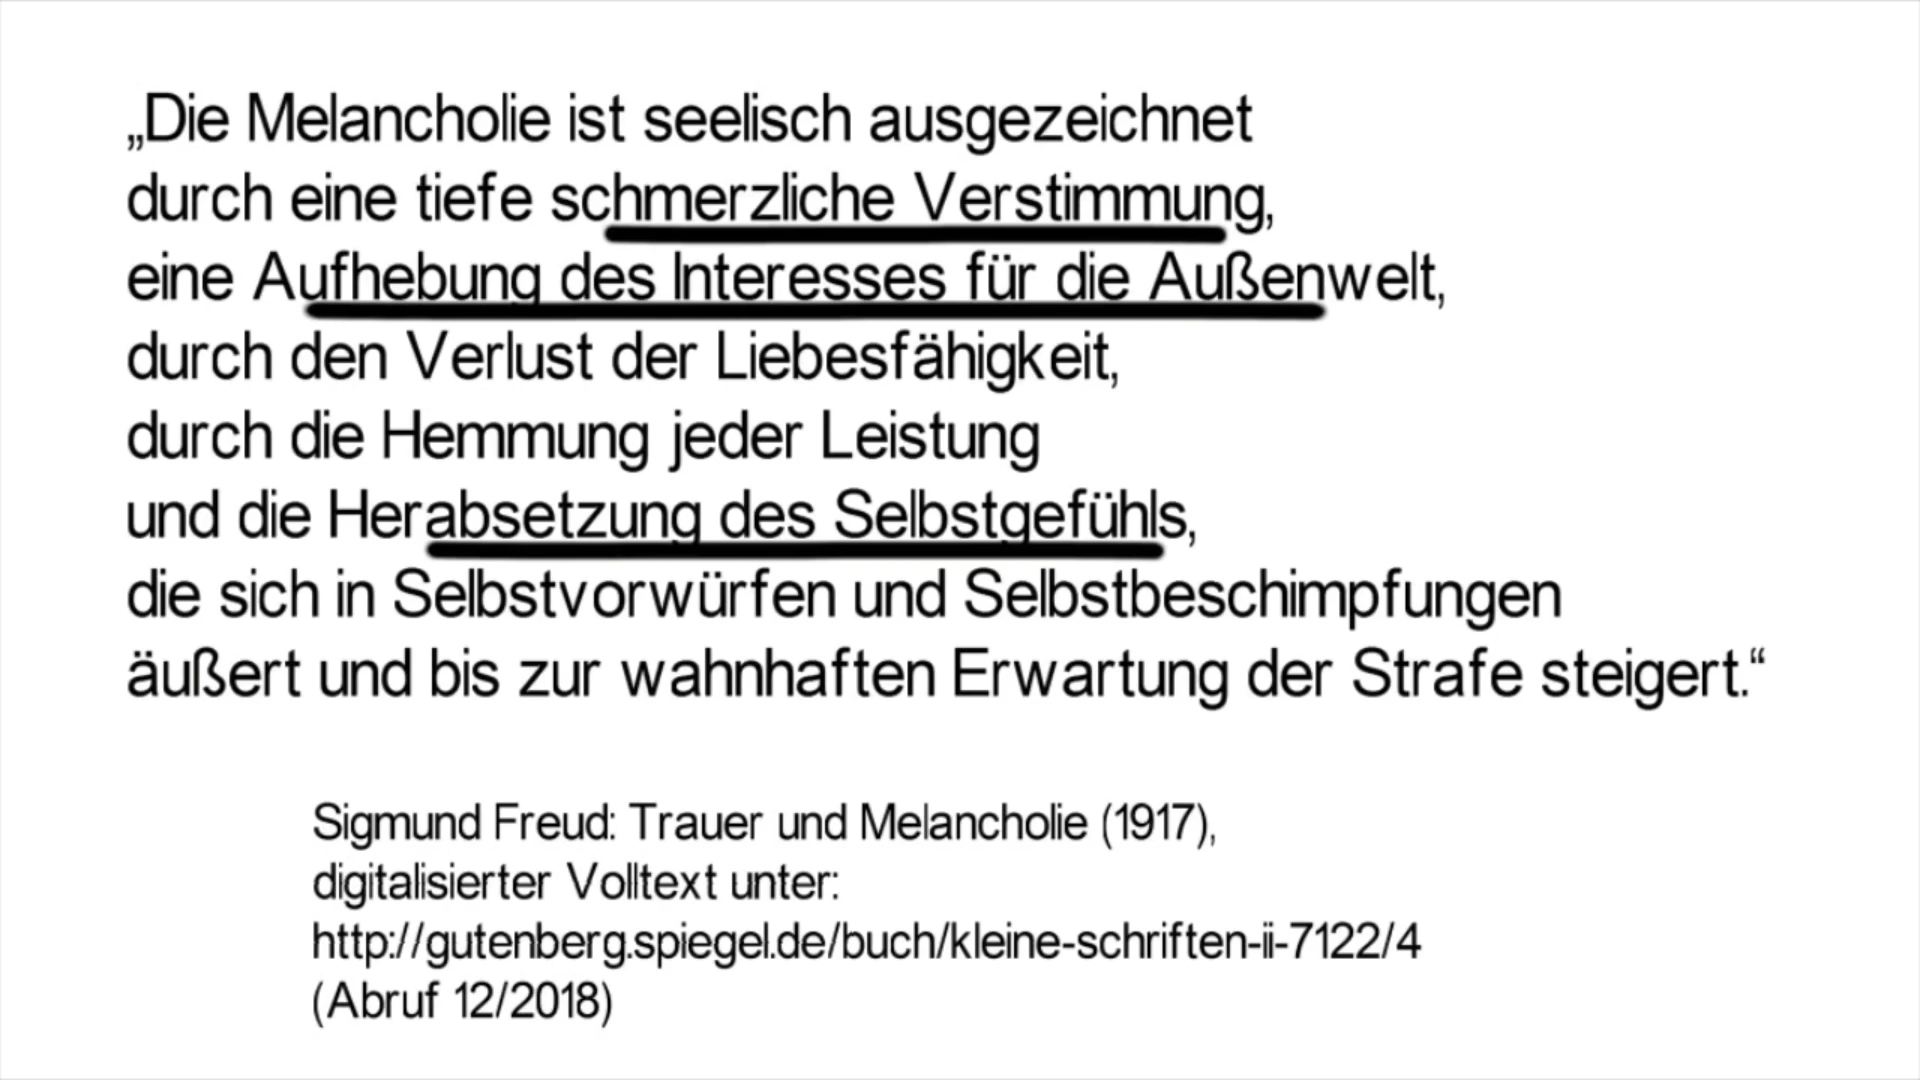 „Die Melancholie ist seelisch ausgezeichnet
durch eine tiefe schmerzliche Verstimmung,
eine Aufhebung des Interesses für die Außenwelt,
durch den Verlust der Liebesfähigkeit,
durch die Hemmung jeder Leistung
und die Herabsetzung des Selbstgefühls,
die sich in Selbstvorwürfen und Selbstbeschimpfungen
äußert und bis zur wahnhaften Erwartung der Strafe steigert.“
Sigmund Freud: Trauer und Melancholie (1917),
digitalisierter Volltext unter:
http://gutenberg.spiegel.de/buch/kleine-schriften-ii-7122/4
(Abruf 12/2018)